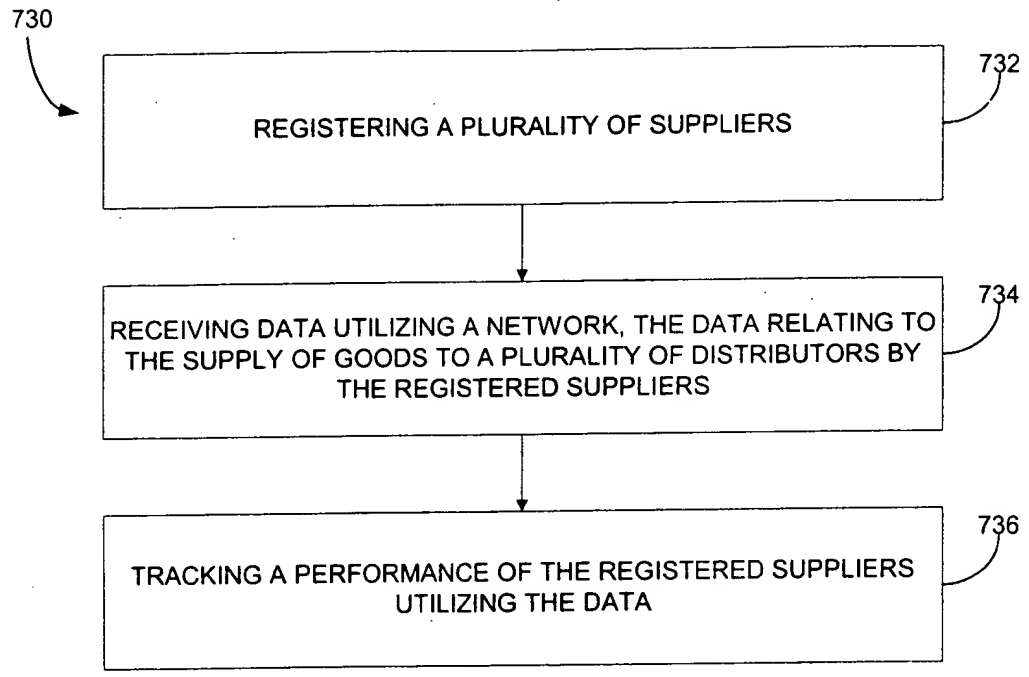 730
732
REGISTERING A PLURALITY OF SUPPLIERS
734
RECEIVING DATA UTILIZING A NETWORK, THE DATA RELATING TO
THE SUPPLY OF GOODS TO A PLURALITY OF DISTRIBUTORS BY
THE REGISTERED SUPPLIERS
736
TRACKING A PERFORMANCE OF THE REGISTERED SUPPLIERS
UTILIZING THE DATA